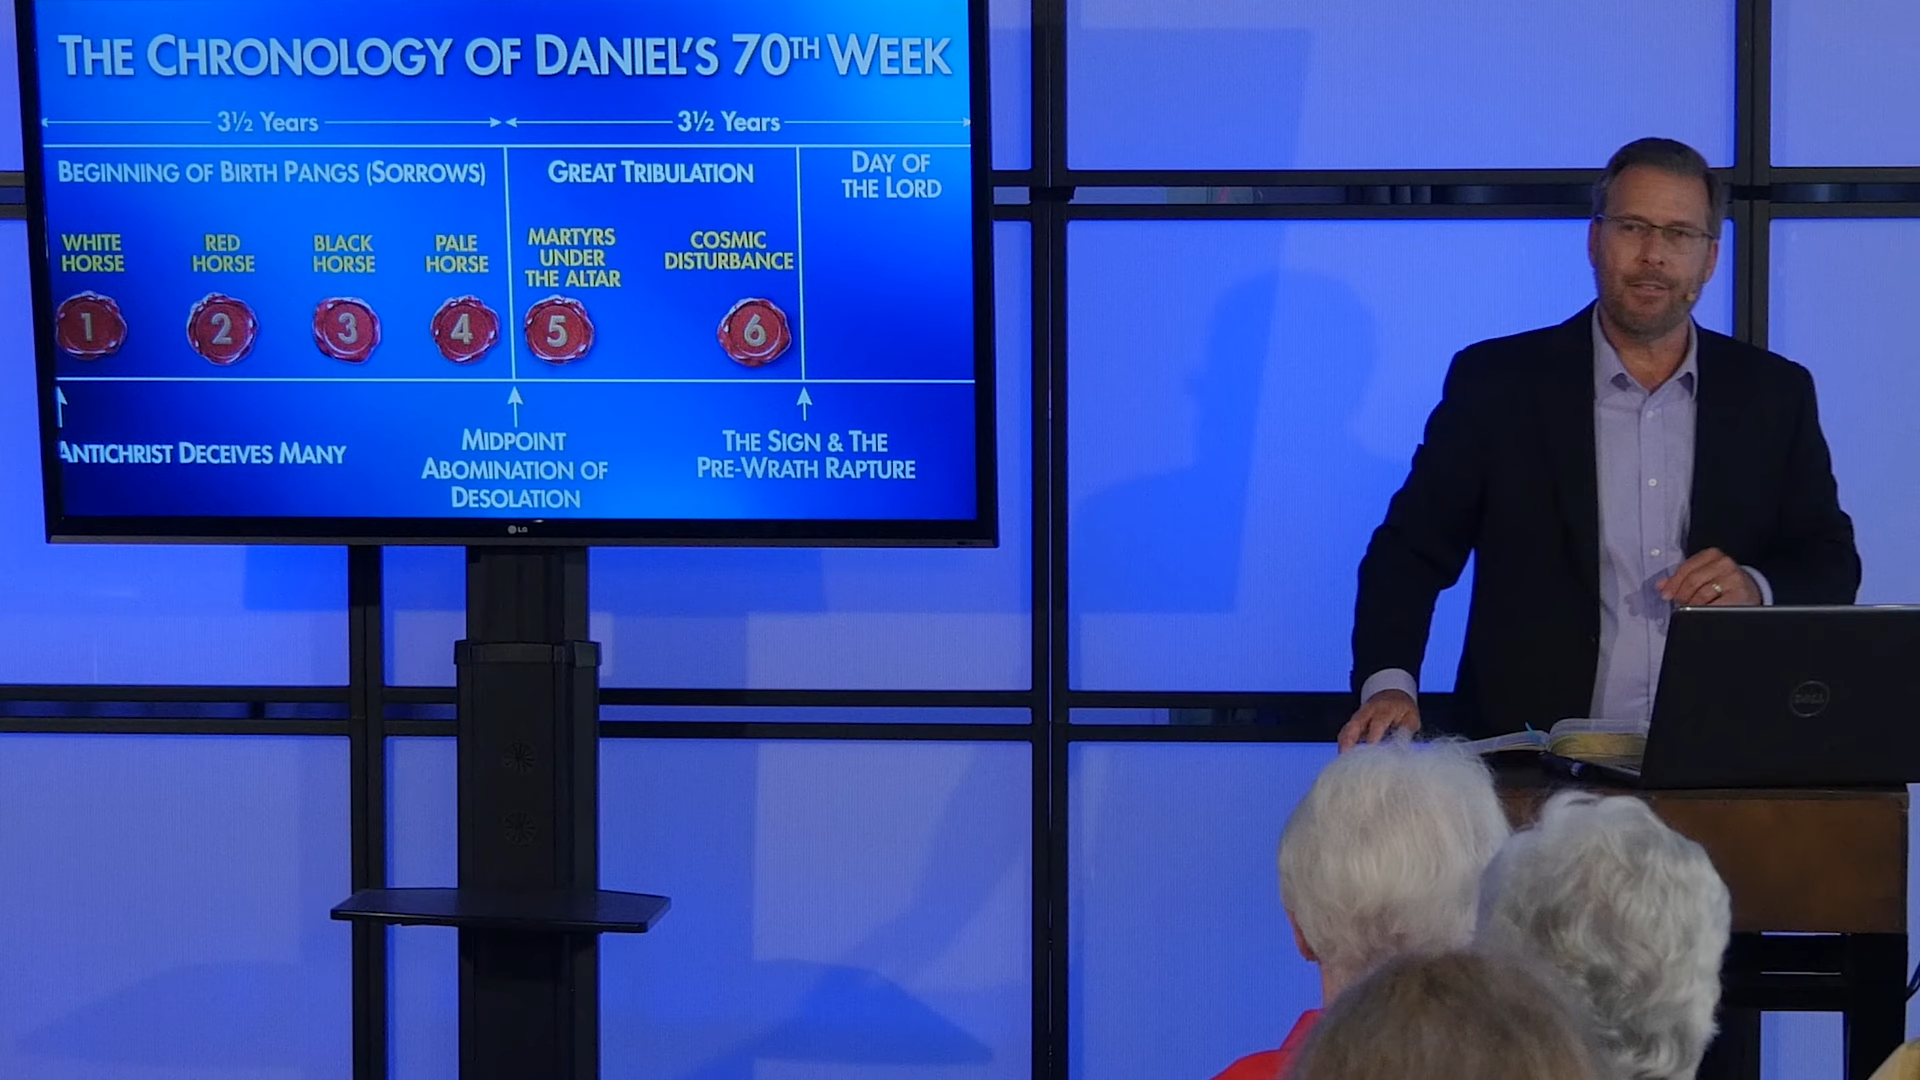 THE CHRONOLOGY OF DANIEL'S 70TH WEEK
3½ Years
3½ Years
BEGINNING OF BIRTH PANGS (SORROWS)
GREAT TRIBULATION
DAY OF
THE LORD
WHITE
HORSE
RED
HORSE
BLACK
HORSE
PALE
HORSE
MARTYRS
UNDER
THE ALTAR
COSMIC
DISTURBANCE
1
2
3
4
5
6
ANTICHRIST DECEIVES MANY
MIDPOINT
ABOMINATION OF
DESOLATION
THE SIGN & THE
PRE-WRATH RAPTURE
LG
DELL